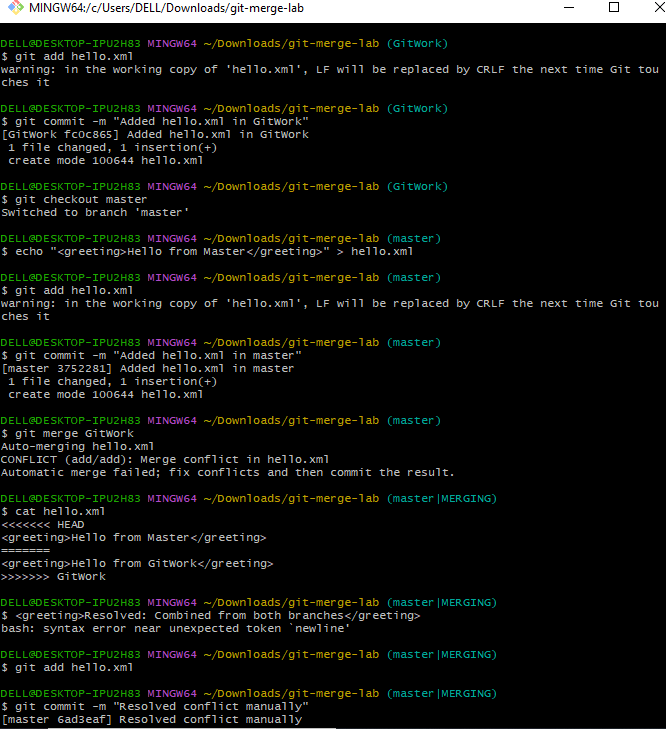 MINGW64:/c/Users/DELL/Downloads/git-merge-lab
DELL@DESKTOP-IPU2H83 MINGW64 ~/Downloads/git-merge-lab (GitWork)
$ git add hello.xml
warning: in the working copy of 'hello.xml', LF will be replaced by CRLF the next time Git tou
ches it
DELL@DESKTOP-IPU2H83 MINGW64 ~/Downloads/git-merge-lab (GitWork)
$ git commit -m "Added hello.xml in GitWork"
[GitWork fc0c865] Added hello.xml in GitWork
1 file changed, 1 insertion(+)
create mode 100644 hello.xml
DELL@DESKTOP-IPU2H83 MINGW64 ~/Downloads/git-merge-lab (GitWork)
$ git checkout master
Switched to branch 'master'
DELL@DESKTOP-IPU2H83 MINGW64 ~/Downloads/git-merge-lab (master)
$ echo "<greeting>Hello from Master</greeting>" > hello.xml
DELL@DESKTOP-IPU2H83 MINGW64 ~/Downloads/git-merge-lab (master)
$ git add hello.xml
warning: in the working copy of 'hello.xml', LF will be replaced by CRLF the next time Git tou
ches it
DELL@DESKTOP-IPU2H83 MINGW64 ~/Downloads/git-merge-lab (master)
$ git commit -m "Added hello.xml in master"
[master 3752281] Added hello.xml in master
1 file changed, 1 insertion(+)
create mode 100644 hello.xml
DELL@DESKTOP-IPU2H83 MINGW64 ~/Downloads/git-merge-lab (master)
$ git merge GitWork
Auto-merging hello.xml
CONFLICT (add/add): Merge conflict in hello.xml
Automatic merge failed; fix conflicts and then commit the result.
DELL@DESKTOP-IPU2H83 MINGW64 ~/Downloads/git-merge-lab (master|MERGING)
$ cat hello.xml
<<<<<<< HEAD
<greeting>Hello from Master</greeting>
=======
<greeting>Hello from GitWork</greeting>
>>>>>>> GitWork
DELL@DESKTOP-IPU2H83 MINGW64 ~/Downloads/git-merge-lab (master|MERGING)
$ <greeting>Resolved: Combined from both branches</greeting>
bash: syntax error near unexpected token `newline'
DELL@DESKTOP-IPU2H83 MINGW64 ~/Downloads/git-merge-lab (master|MERGING)
$ git add hello.xml
DELL@DESKTOP-IPU2H83 MINGW64 ~/Downloads/git-merge-lab (master|MERGING)
$ git commit -m "Resolved conflict manually"
[master 6ad3eaf] Resolved conflict manually